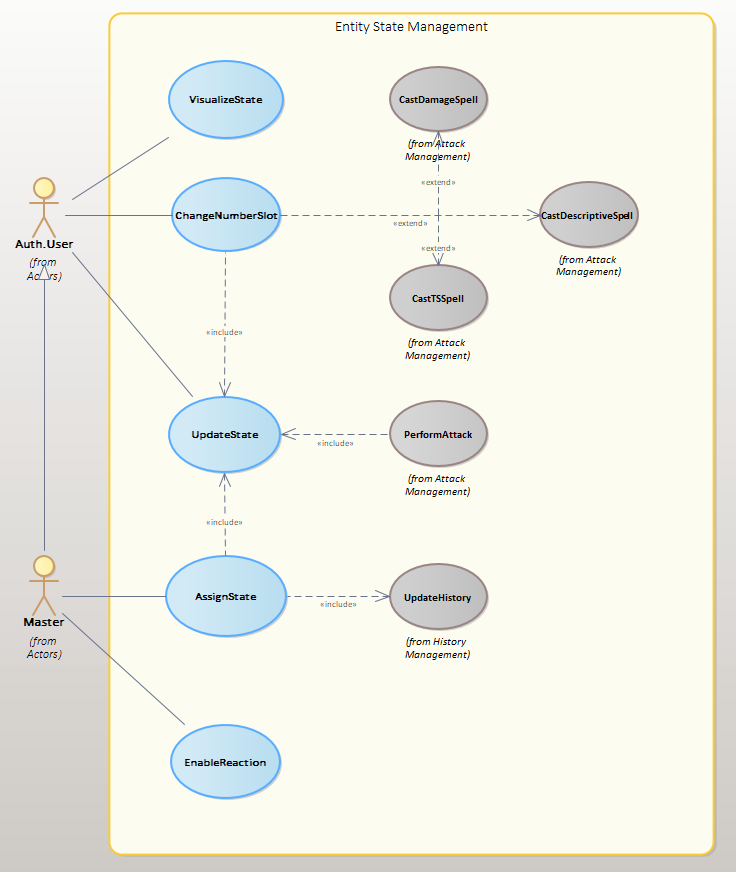 Entity State Management
VisualizeState
CastDamageSpell
(from Attack
Management)
«extend»
Auth.User
(from
Actors)
ChangeNumberSlot
«extend»
CastDescriptiveSpell
(from Attack
Management)
«extend»
CastTSSpell
(from Attack
Management)
«include»
UpdateState
«include»
PerformAttack
(from Attack
Management)
«include»
Master
(from
Actors)
AssignState
«include»
UpdateHistory
(from History
Management)
EnableReaction